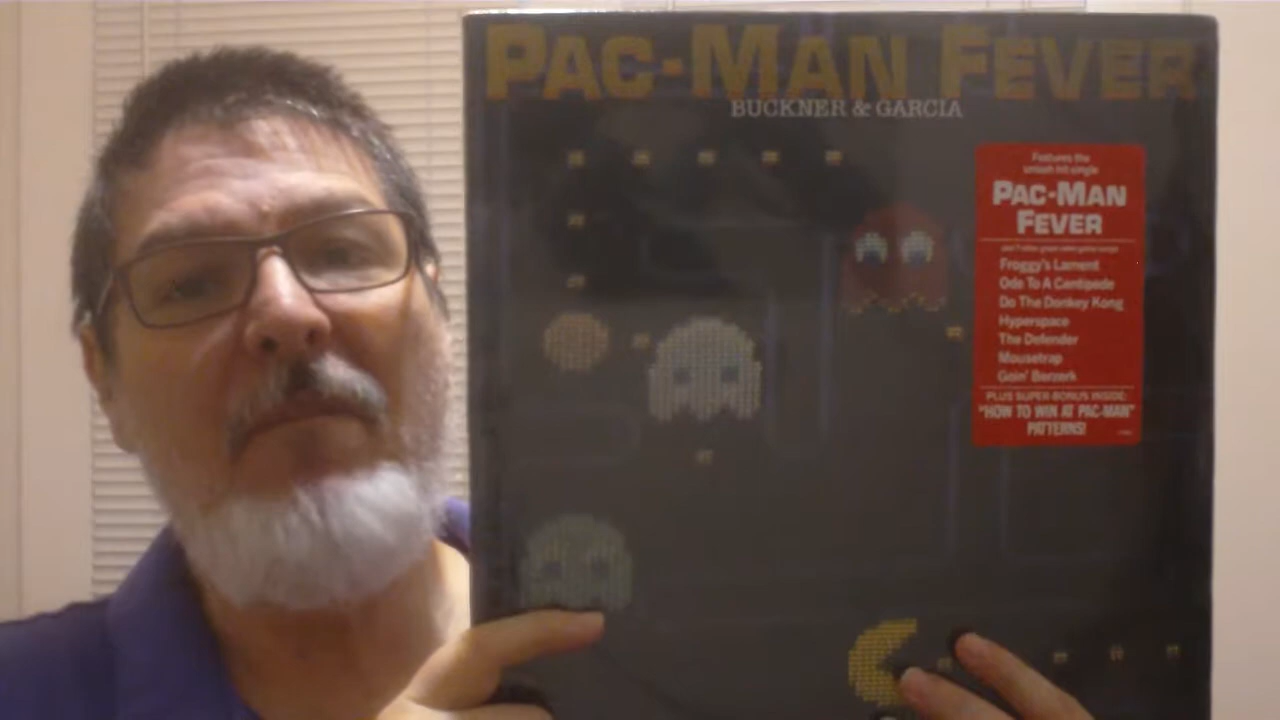 PAC-MAN FEVER
BUCKNER & GARCIA
Features the
smash hit single
PAC-MAN
FEVER
Froggy's Lament
Ode To A Centipede
Do The Donkey Kong
Hyperspace
The Defender
Mousetrap
Goin' Berzerk
PLUS SUPER BONUS INSIDE:
"HOW TO WIN AT PAC-MAN"
PATTERNS!